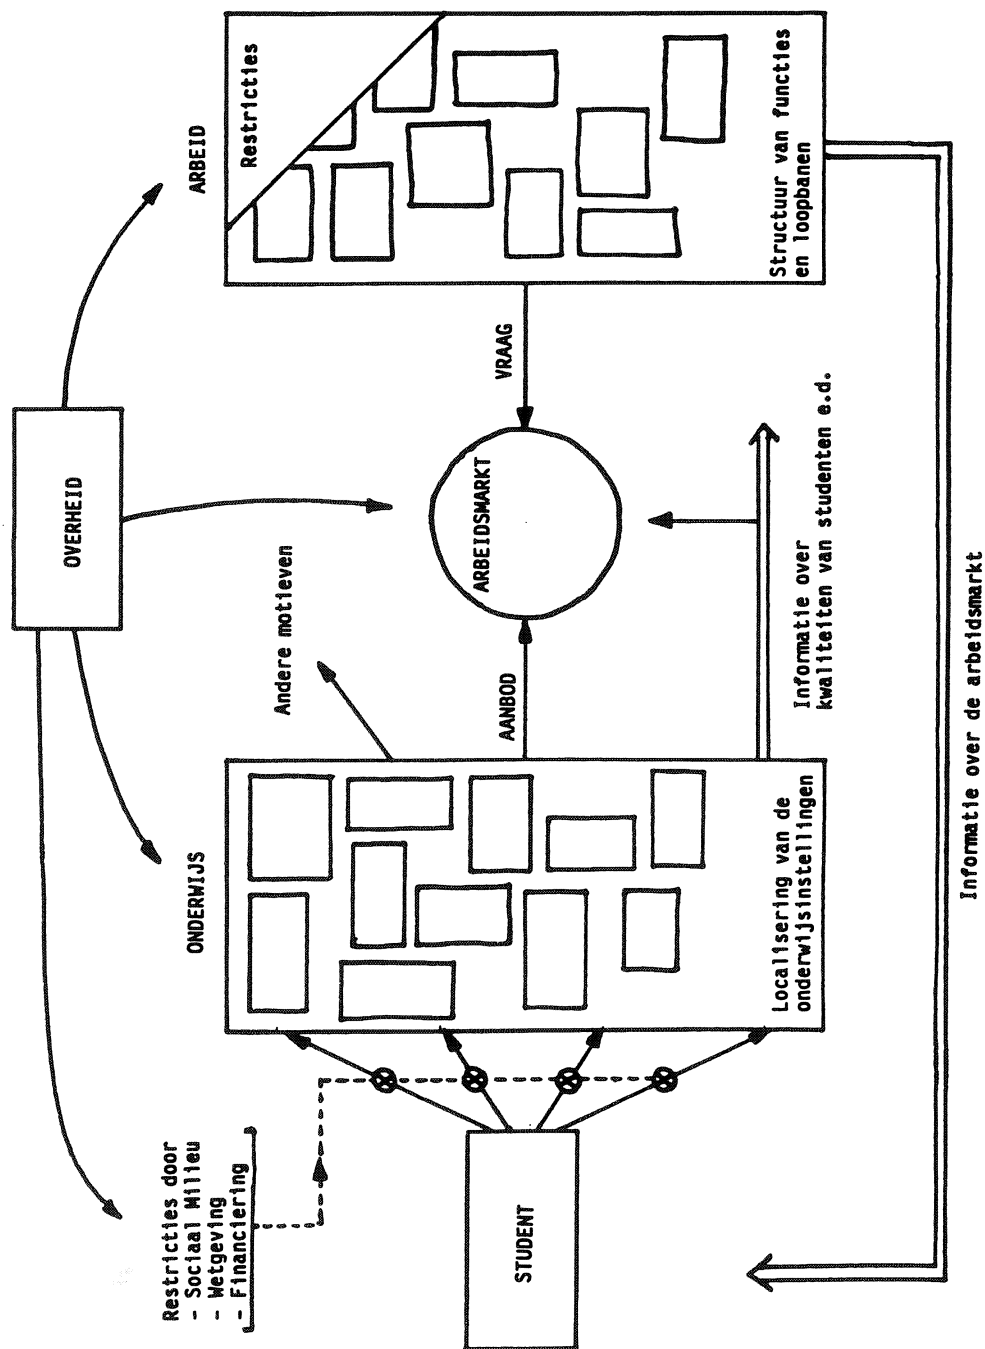 OVERHEID
Restricties door
- Sociaal Milieu
- Wetgeving
- Financiering
ONDERWIJS
Andere motieven
ARBEID
Restricties
STUDENT
AANBOD
ARBEIDSMARKT
VRAAG
Localisering van de
onderwijsinstellingen
Informatie over
kwaliteiten van studenten e.d.
Structuur van functies
en loopbanen
Informatie over de arbeidsmarkt